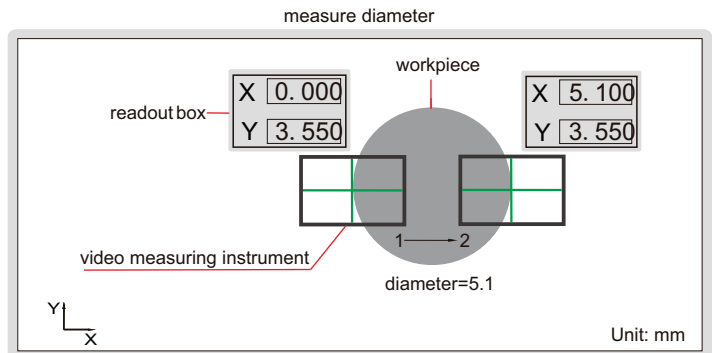 measure diameter
workpiece
X 0.000
Y 3.550
X 5.100
Y 3.550
readout box
1 2
video measuring instrument
diameter=5.1
Y
X
Unit: mm